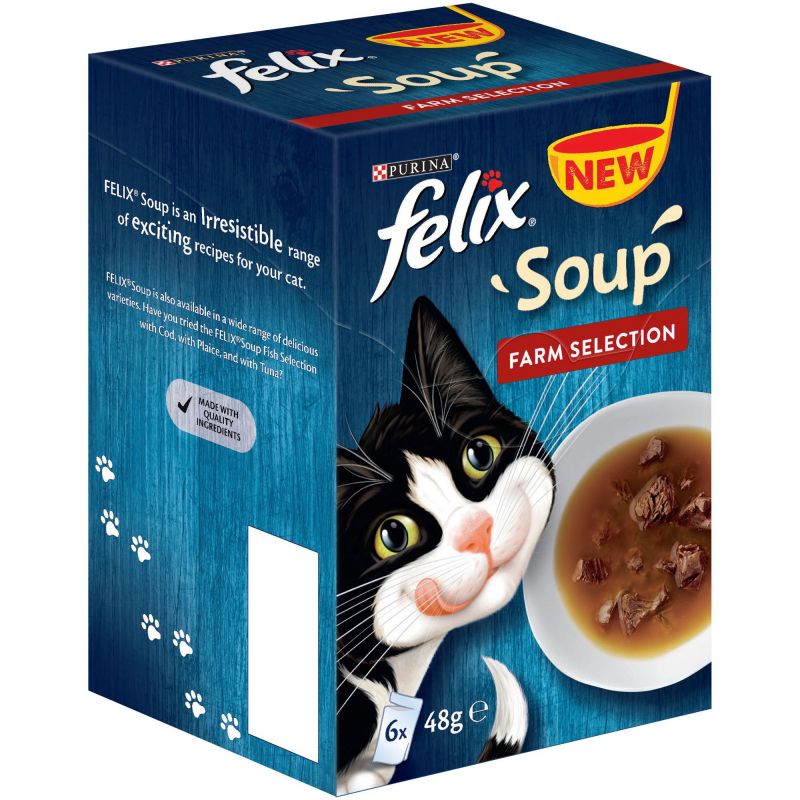 PURINA®
felix®
Soup
NEW
FARM SELECTION
FELIX® Soup is an Irresistible range
of exciting recipes for your cat.
FELIX® Soup is also available in a wide range of delicious
varieties. Have you tried the FELIX® Soup Fish Selection
with Cod, with Plaice, and with Tuna?
✓ MADE WITH
QUALITY
INGREDIENTS
PURINA®
felix®
NEW
Soup
FARM SELECTION
6x 48g ℮